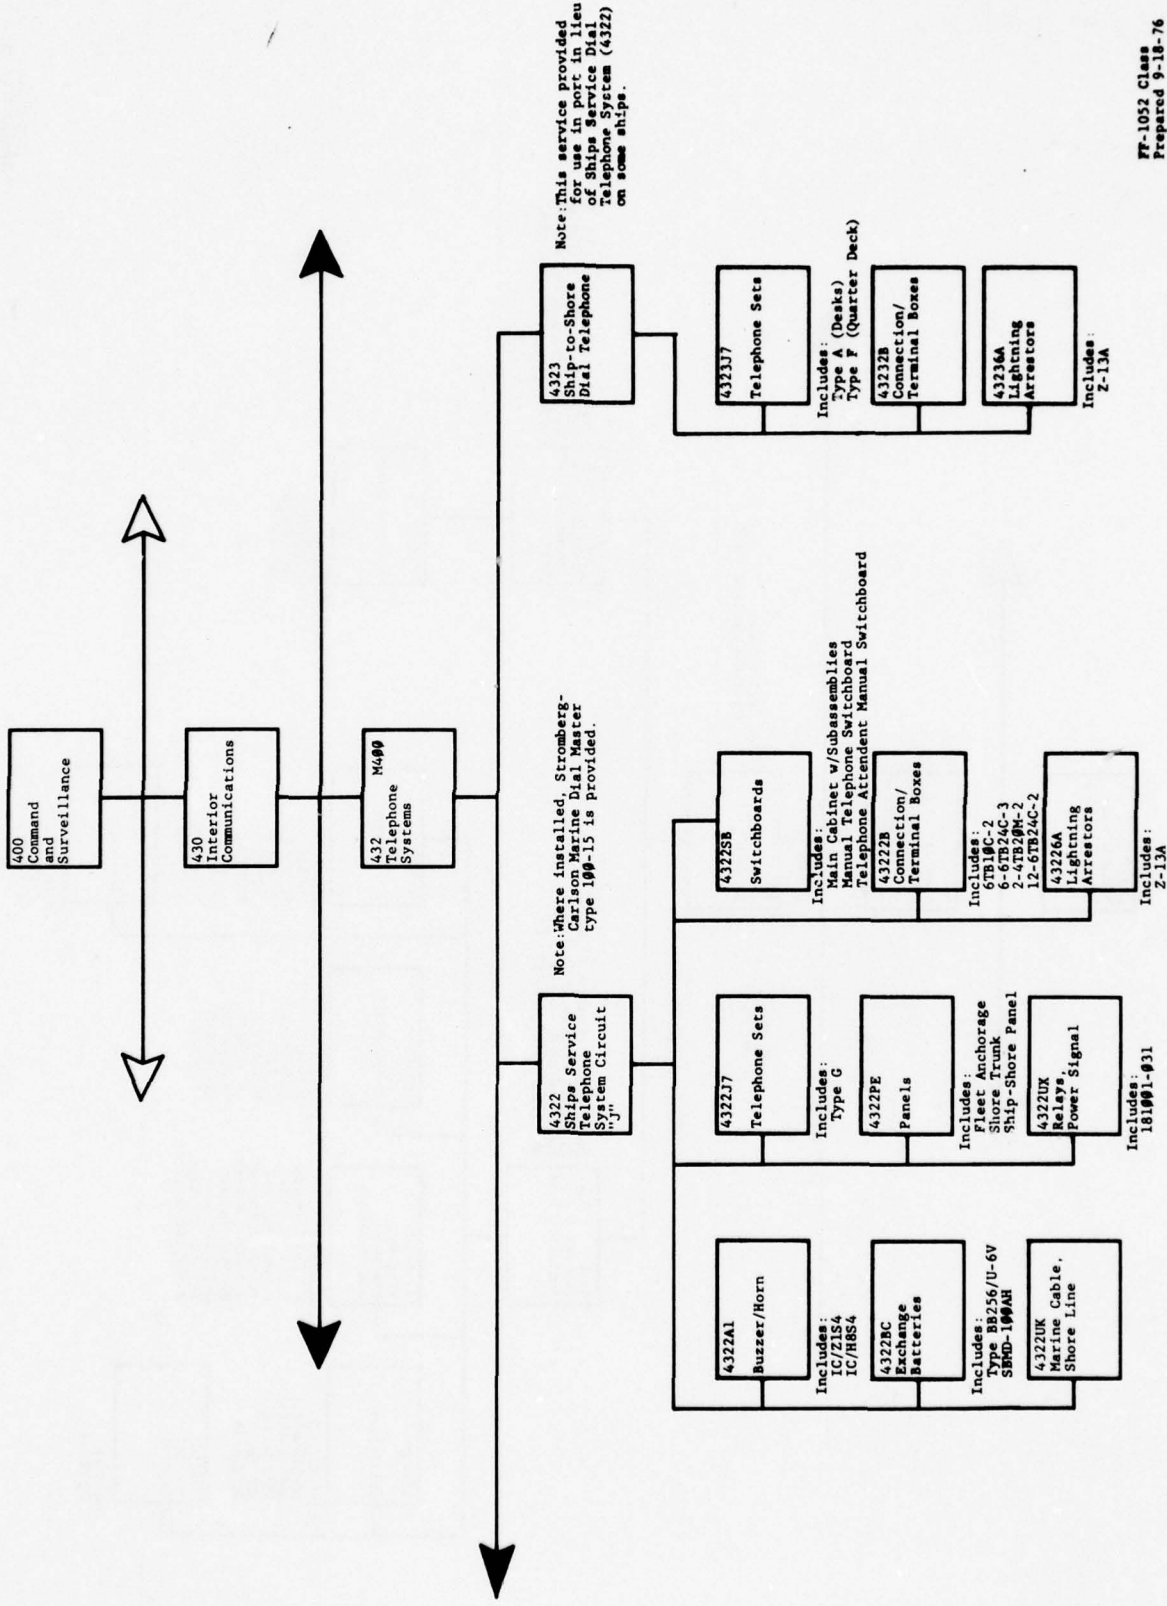 400
Command
and
Surveillance
430
Interior
Communications
432 M4ØØ
Telephone
Systems
4322
Ships Service
Telephone
System Circuit
"J"
Note:Where installed, Stromberg-
Carlson Marine Dial Master
type 1ØØ-15 is provided.
4323
Ship-to-Shore
Dial Telephone
Note:This service provided
for use in port in lieu
of Ships Service Dial
Telephone System (4322)
on some ships.
4322A1
Buzzer/Horn
Includes:
IC/Z1S4
IC/H8S4
4322BC
Exchange
Batteries
Includes:
Type BB256/U-6V
SBMD-1ØØAH
4322UK
Marine Cable,
Shore Line
4322J7
Telephone Sets
Includes:
Type G
4322PE
Panels
Includes:
Fleet Anchorage
Shore Trunk
Ship-Shore Panel
4322UX
Relays,
Power Signal
Includes:
181ØØ1-Ø31
4322SB
Switchboards
Includes:
Main Cabinet w/Subassemblies
Manual Telephone Switchboard
Telephone Attendent Manual Switchboard
43222B
Connection/
Terminal Boxes
Includes:
6TB1ØC-2
6-6TB24C-3
2-4TB2ØM-2
12-6TB24C-2
43226A
Lightning
Arrestors
Includes:
Z-13A
4323J7
Telephone Sets
Includes:
Type A (Desks)
Type F (Quarter Deck)
43232B
Connection/
Terminal Boxes
43236A
Lightning
Arrestors
Includes:
Z-13A
FF-1052 Class
Prepared 9-18-76